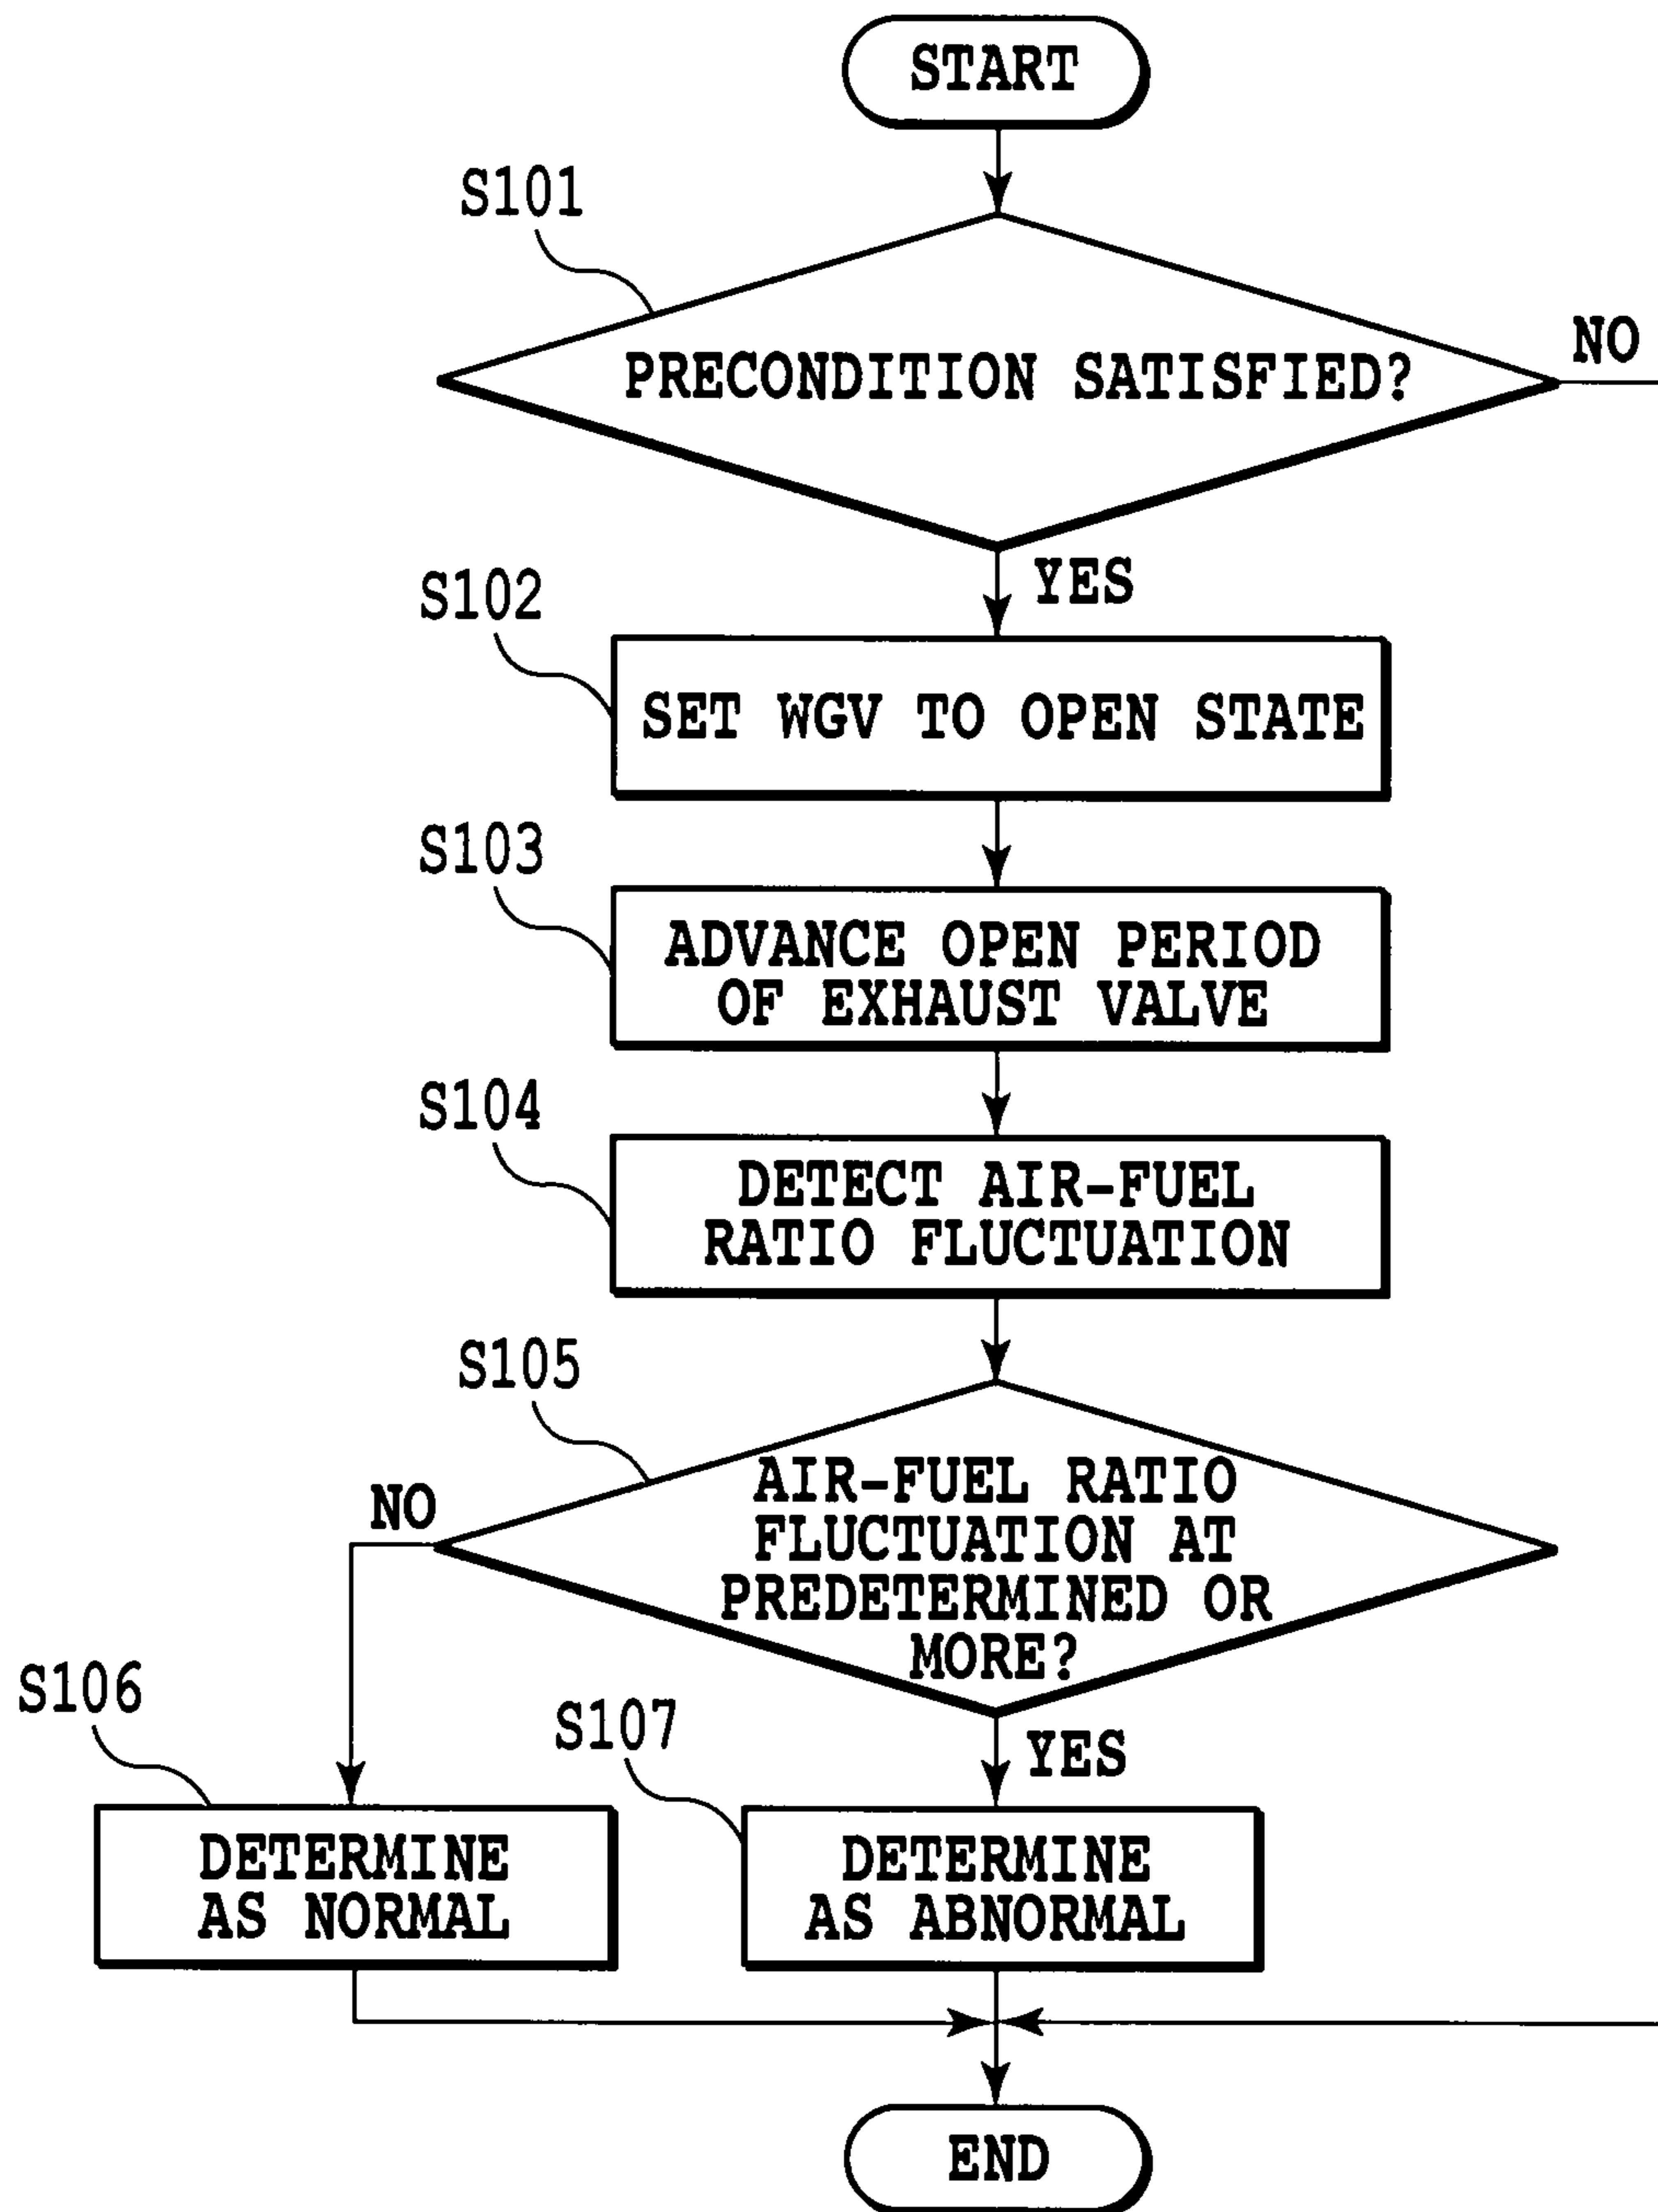 START
S101
PRECONDITION SATISFIED?
NO
YES
S102
SET WGV TO OPEN STATE
S103
ADVANCE OPEN PERIOD
OF EXHAUST VALVE
S104
DETECT AIR-FUEL
RATIO FLUCTUATION
S105
AIR-FUEL RATIO
FLUCTUATION AT
PREDETERMINED OR
MORE?
NO
YES
S106
DETERMINE
AS NORMAL
S107
DETERMINE
AS ABNORMAL
END